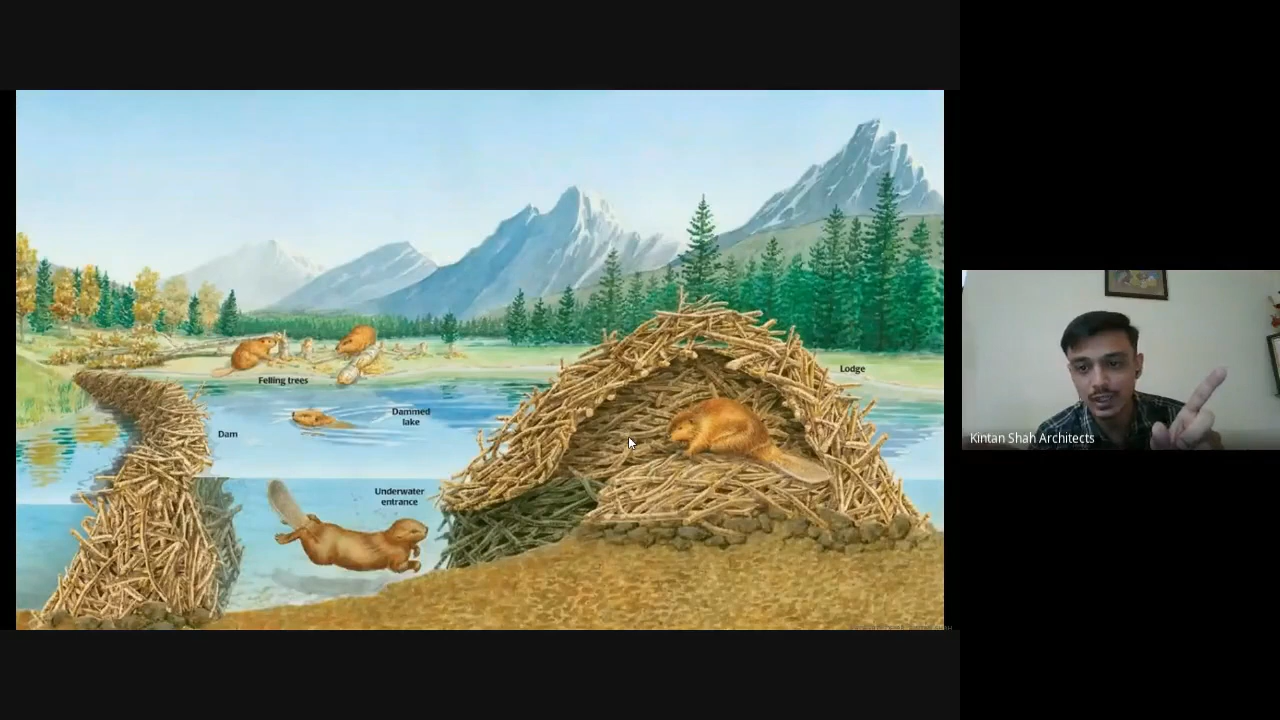 Felling trees
Lodge
Dammed
lake
Dam
Underwater
entrance
Kintan Shah Architects